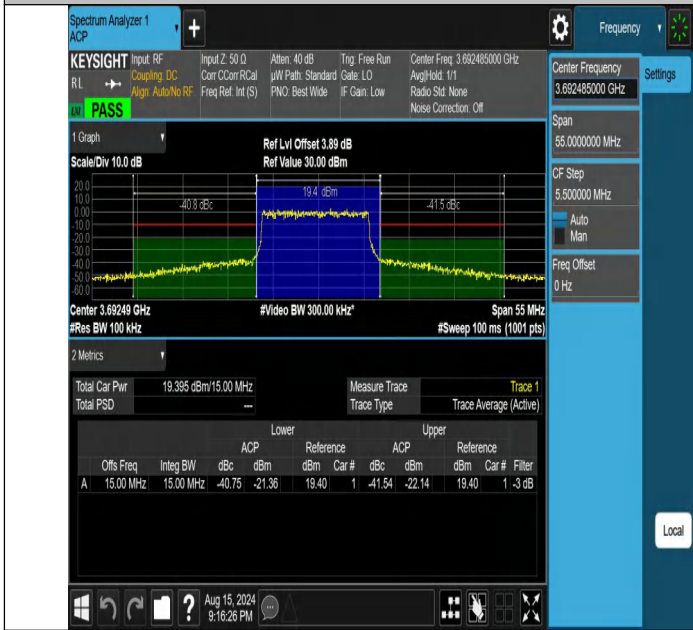 Spectrum Analyzer 1
ACP
+
Frequency
KEYSIGHT
RL
PASS
Input: RF
Coupling: DC
Align: Auto/No RF
Input Z: 50 Ω
Corr CCorr RCal
Freq Ref: Int (S)
Atten: 40 dB
µW Path: Standard
PNO: Best Wide
Trig: Free Run
Gate: LO
IF Gain: Low
Center Freq: 3.692485000 GHz
Avg|Hold: 1/1
Radio Std: None
Noise Correction: Off
Center Frequency
3.692485000 GHz
Settings
Span
55.0000000 MHz
CF Step
5.500000 MHz
Auto
Man
Freq Offset
0 Hz
1 Graph
Scale/Div 10.0 dB
Ref Lvl Offset 3.89 dB
Ref Value 30.00 dBm
20.0
10.0
0.00
-10.0
-20.0
-30.0
-40.0
-50.0
-60.0
-40.8 dBc
19.4 dBm
-41.5 dBc
Center 3.69249 GHz
#Video BW 300.00 kHz*
Span 55 MHz
#Res BW 100 kHz
#Sweep 100 ms (1001 pts)
2 Metrics
Total Car Pwr 19.395 dBm/15.00 MHz
Total PSD ---
Measure Trace Trace 1
Trace Type Trace Average (Active)
Lower Upper
ACP Reference ACP Reference
Offs Freq Integ BW dBc dBm dBm Car # dBc dBm dBm Car # Filter
A 15.00 MHz 15.00 MHz -40.75 -21.36 19.40 1 -41.54 -22.14 19.40 1 -3 dB
Local
?
Aug 15, 2024
9:16:26 PM